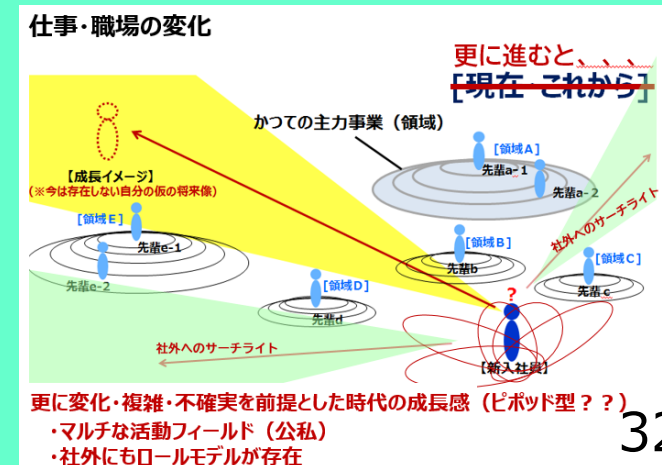 仕事・職場の変化
更に進むと、、、
[現在・これから]
かつての主力事業（領域）
[領域A]
先輩a-1
先輩a-2
【成長イメージ】
(※今は存在しない自分の仮の将来像)
社外へのサーチライト
[領域E]
先輩e-1
先輩e-2
[領域B]
先輩b
[領域C]
先輩c
[領域D]
先輩d
?
社外へのサーチライト
【新入社員】
更に変化・複雑・不確実を前提とした時代の成長感（ピポッド型？？）
・マルチな活動フィールド（公私）
・社外にもロールモデルが存在
32